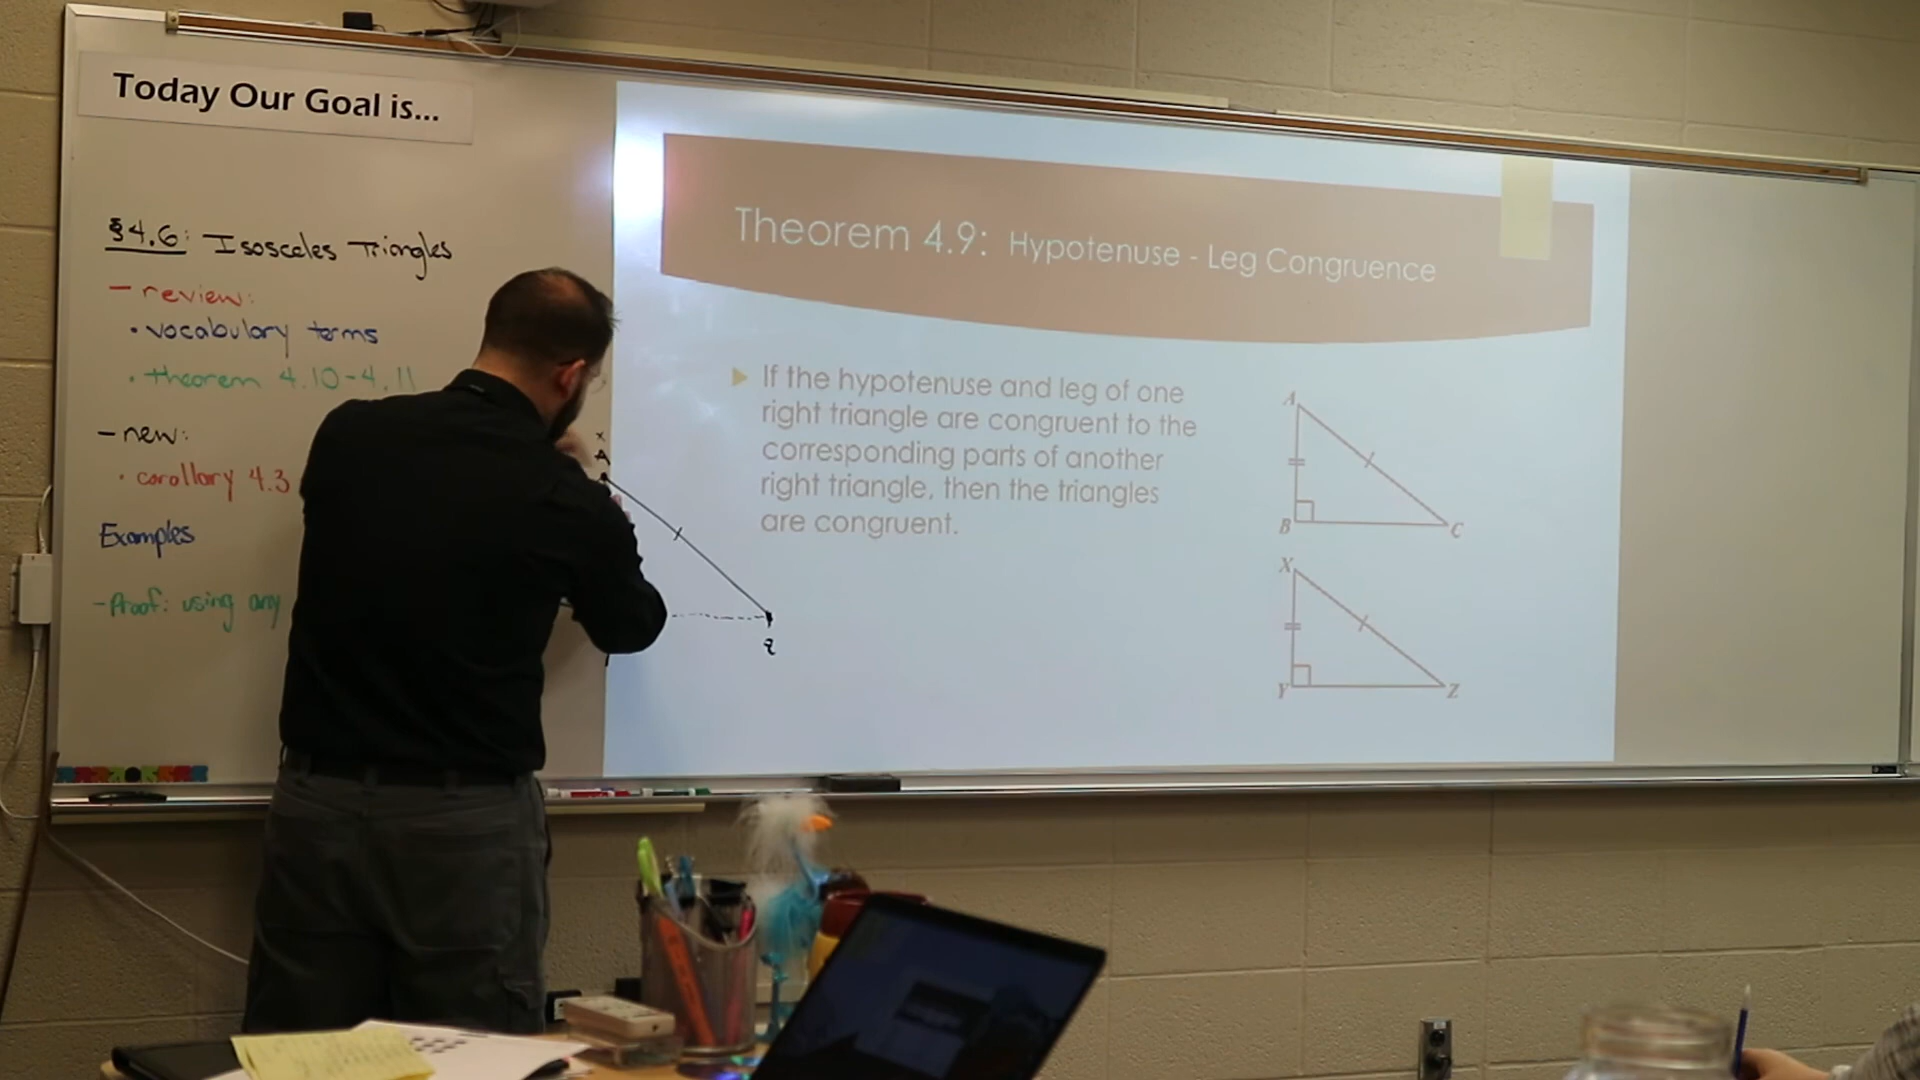 Today Our Goal is...
§4.6: Isosceles Triangles
- review:
• vocabulary terms
• theorem 4.10-4.11
- new:
• corollary 4.3
Examples
- Proof: using any
X
A
z
Theorem 4.9: Hypotenuse - Leg Congruence
If the hypotenuse and leg of one
right triangle are congruent to the
corresponding parts of another
right triangle, then the triangles
are congruent.
A
B
C
X
Y
Z